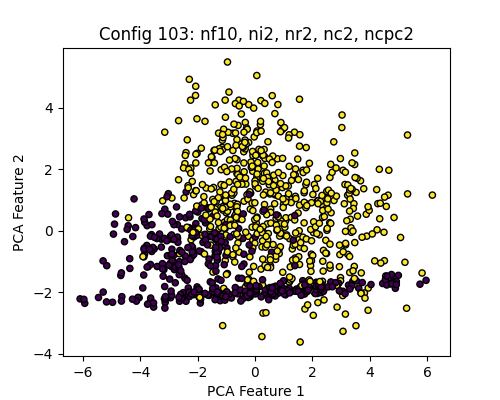 Config 103: nf10, ni2, nr2, nc2, ncpc2
PCA Feature 2
4
2
0
−2
−4
−6 −4 −2 0 2 4 6
PCA Feature 1